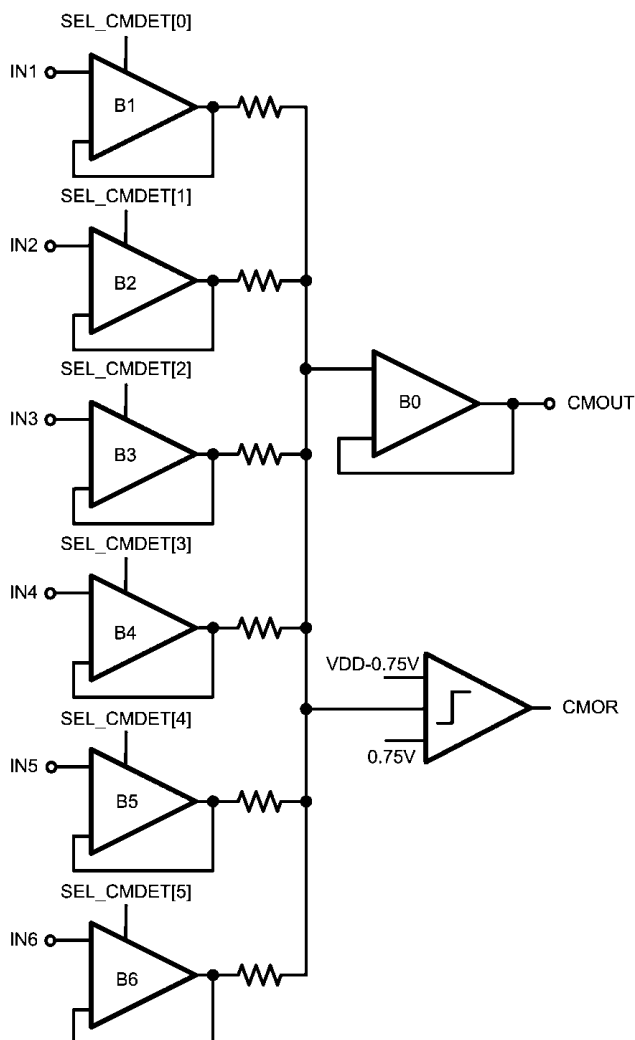 SEL_CMDET[0]
IN1
B1
SEL_CMDET[1]
IN2
B2
SEL_CMDET[2]
IN3
B3
B0
CMOUT
SEL_CMDET[3]
IN4
B4
VDD-0.75V
CMOR
0.75V
SEL_CMDET[4]
IN5
B5
SEL_CMDET[5]
IN6
B6